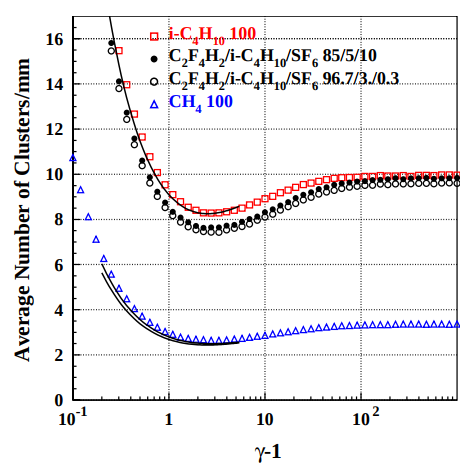 i-C₄H₁₀ 100
C₂F₄H₂/i-C₄H₁₀/SF₆ 85/5/10
C₂F₄H₂/i-C₄H₁₀/SF₆ 96.7/3./0.3
CH₄ 100
Average Number of Clusters/mm
16
14
12
10
8
6
4
2
0
10⁻¹ 1 10 10²
γ-1